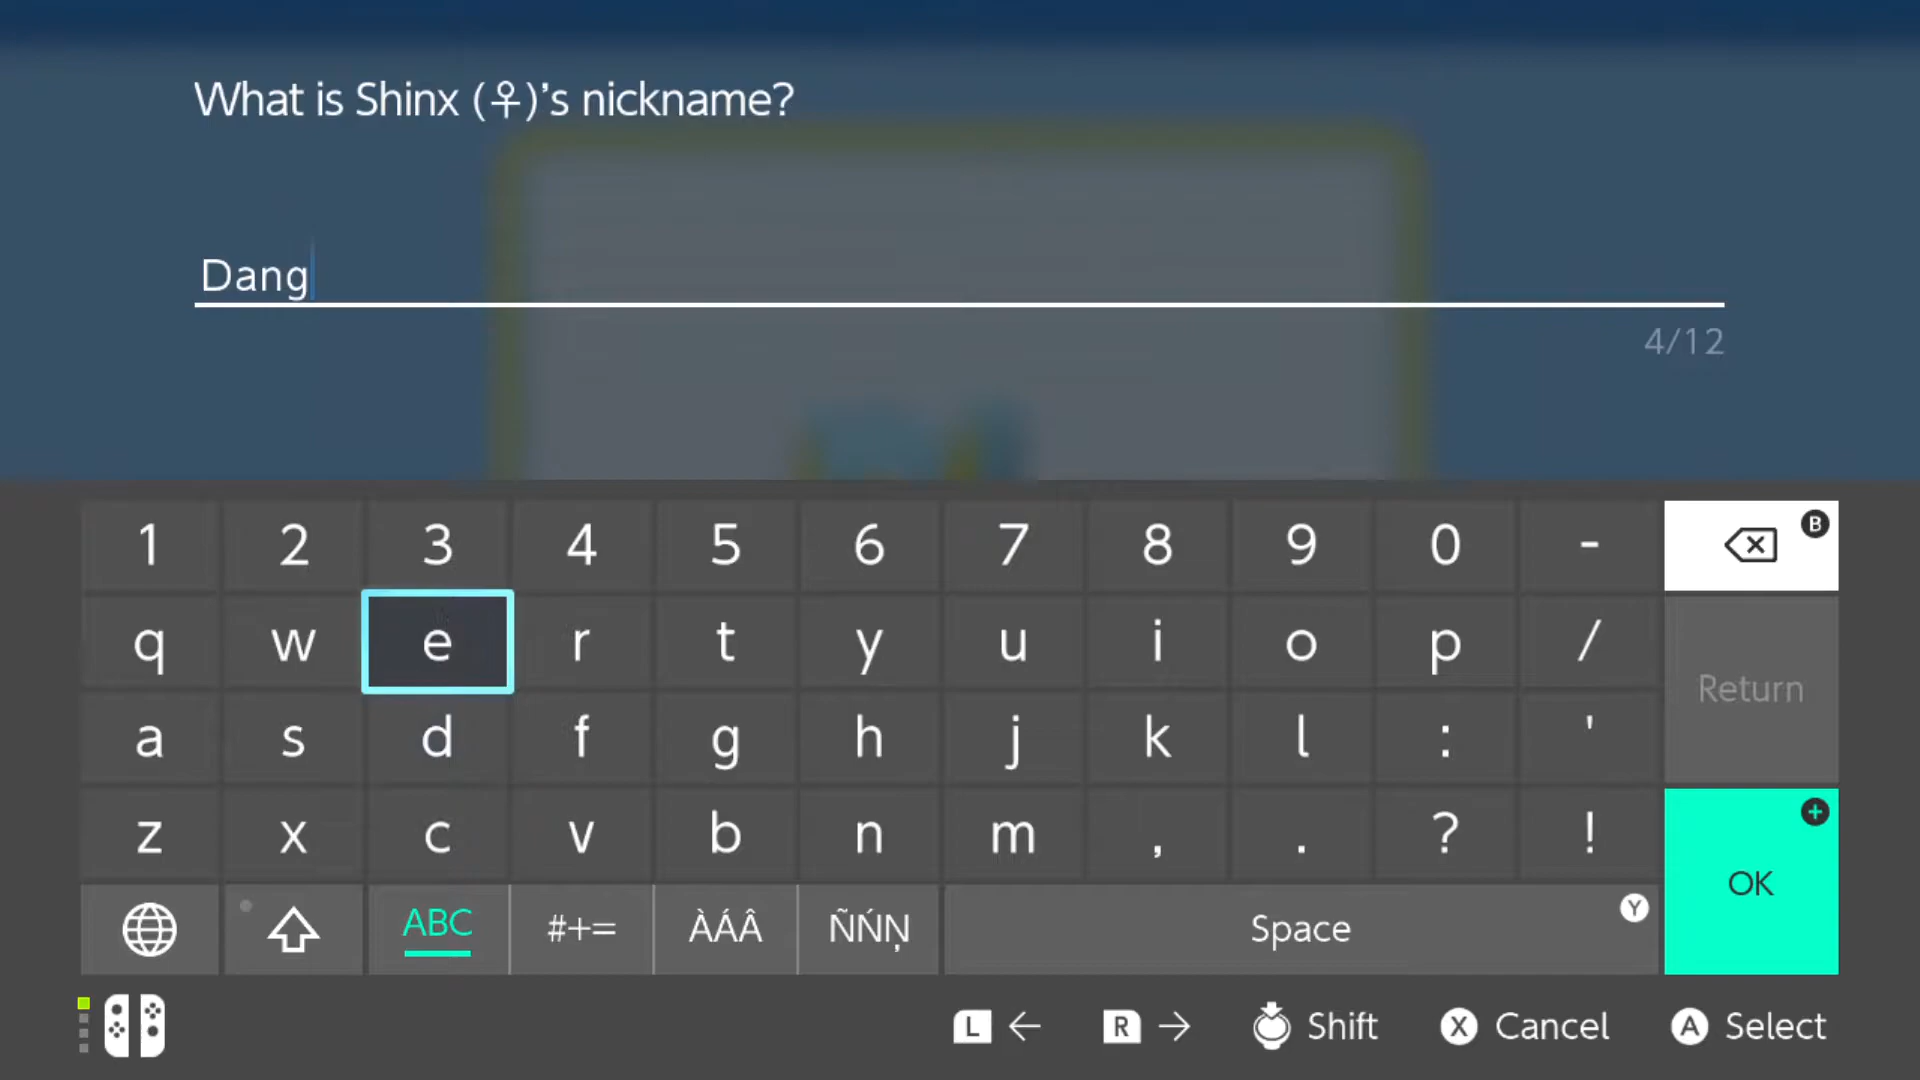 What is Shinx (♀)'s nickname?
Dang
4/12
1 2 3 4 5 6 7 8 9 0 -
B
q w e r t y u i o p /
Return
a s d f g h j k l : '
z x c v b n m , . ? !
+
OK
ABC #+= ÀÁÂ ÑŃŅ Space Y
L ← R → Shift X Cancel A Select